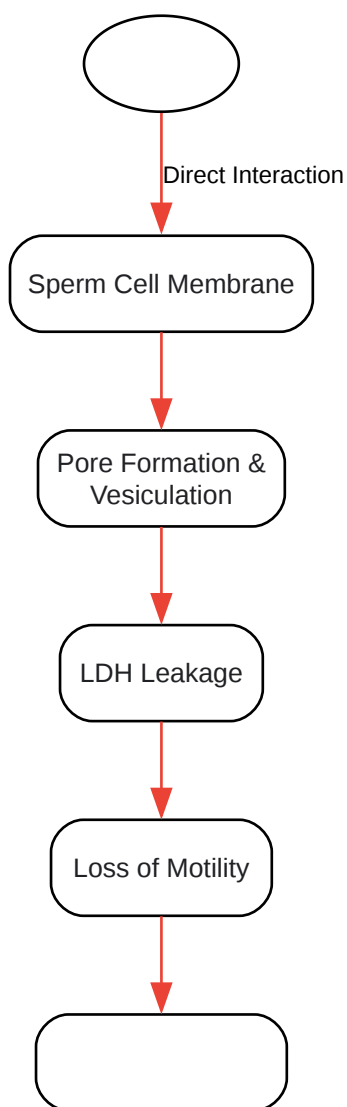 Direct Interaction
Sperm Cell Membrane
Pore Formation &
Vesiculation
LDH Leakage
Loss of Motility